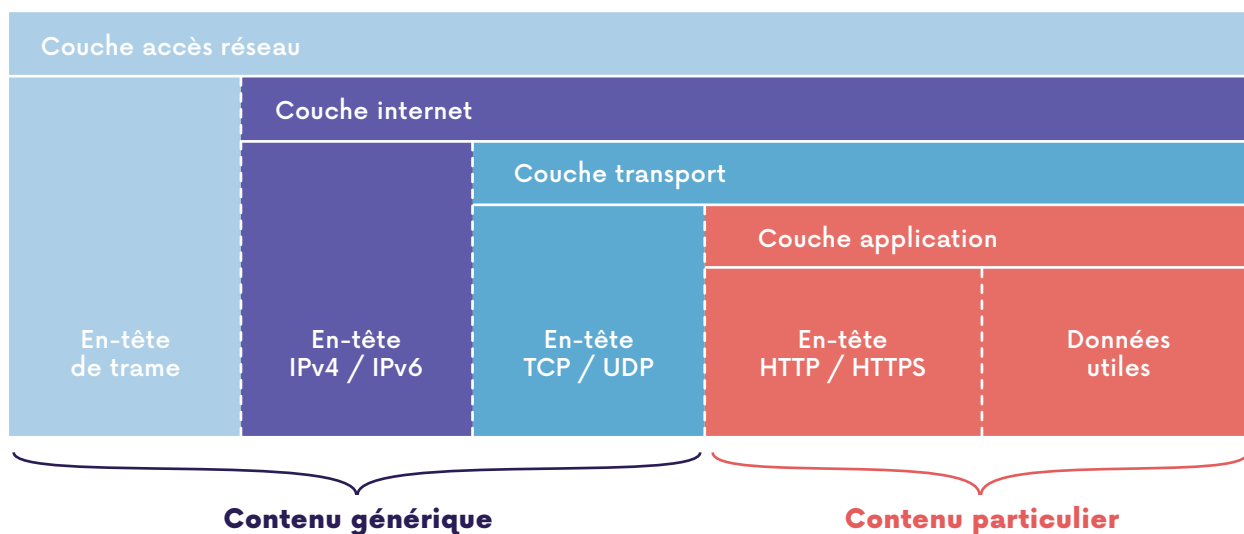 Couche accès réseau
Couche internet
Couche transport
Couche application
En-tête
de trame
En-tête
IPv4 / IPv6
En-tête
TCP / UDP
En-tête
HTTP / HTTPS
Données
utiles
Contenu générique
Contenu particulier